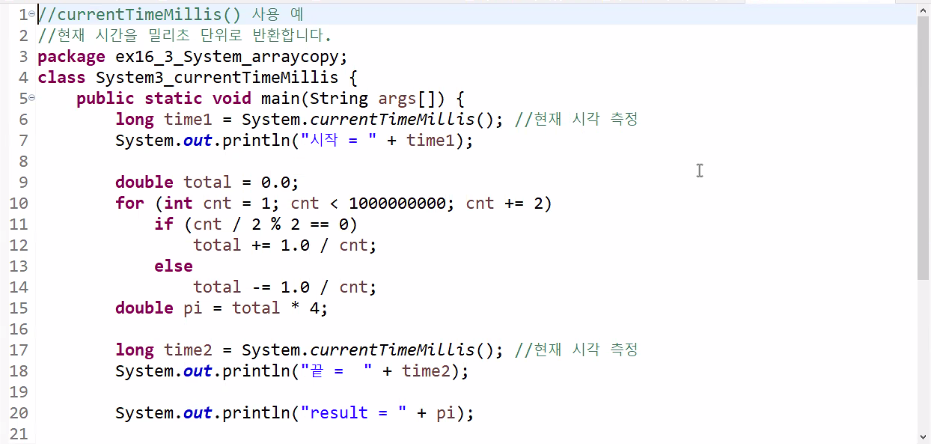 1 //currentTimeMillis() 사용 예
2 //현재 시간을 밀리초 단위로 반환합니다.
3 package ex16_3_System_arraycopy;
4 class System3_currentTimeMillis {
5     public static void main(String args[]) {
6         long time1 = System.currentTimeMillis(); //현재 시각 측정
7         System.out.println("시작 = " + time1);
8
9         double total = 0.0;
10         for (int cnt = 1; cnt < 1000000000; cnt += 2)
11             if (cnt / 2 % 2 == 0)
12                 total += 1.0 / cnt;
13             else
14                 total -= 1.0 / cnt;
15         double pi = total * 4;
16
17         long time2 = System.currentTimeMillis(); //현재 시각 측정
18         System.out.println("끝 =  " + time2);
19
20         System.out.println("result = " + pi);
21